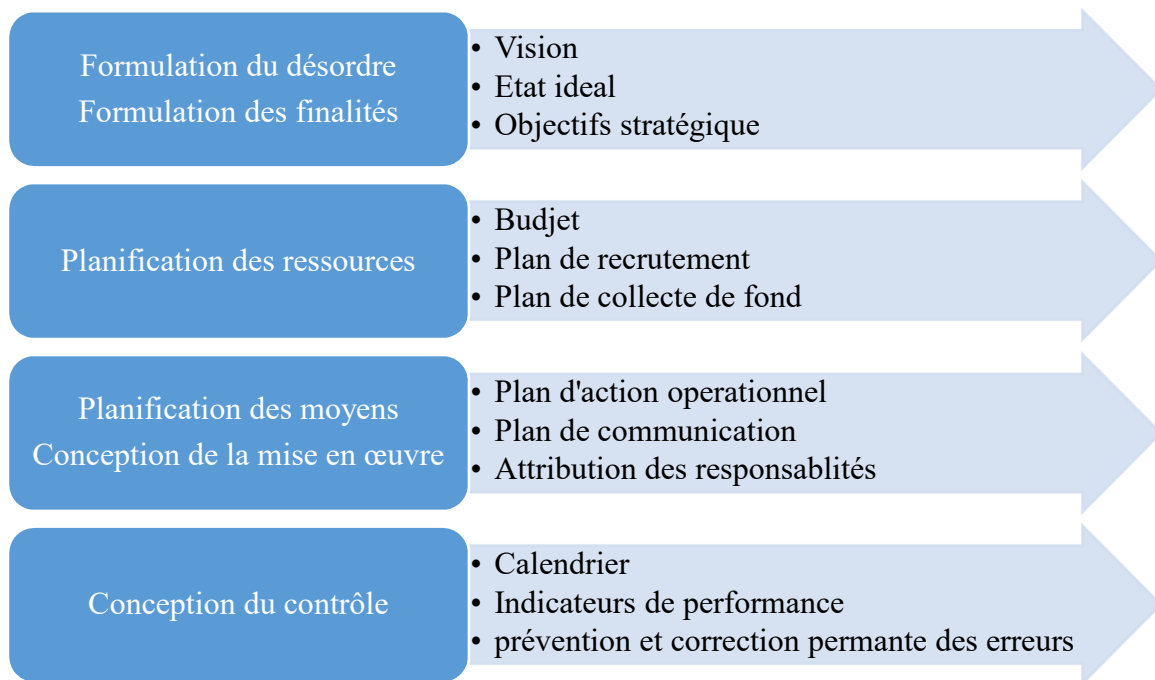 Formulation du désordre
Formulation des finalités
• Vision
• Etat ideal
• Objectifs stratégique
Planification des ressources
• Budjet
• Plan de recrutement
• Plan de collecte de fond
Planification des moyens
Conception de la mise en œuvre
• Plan d'action operationnel
• Plan de communication
• Attribution des responsablités
Conception du contrôle
• Calendrier
• Indicateurs de performance
• prévention et correction permante des erreurs